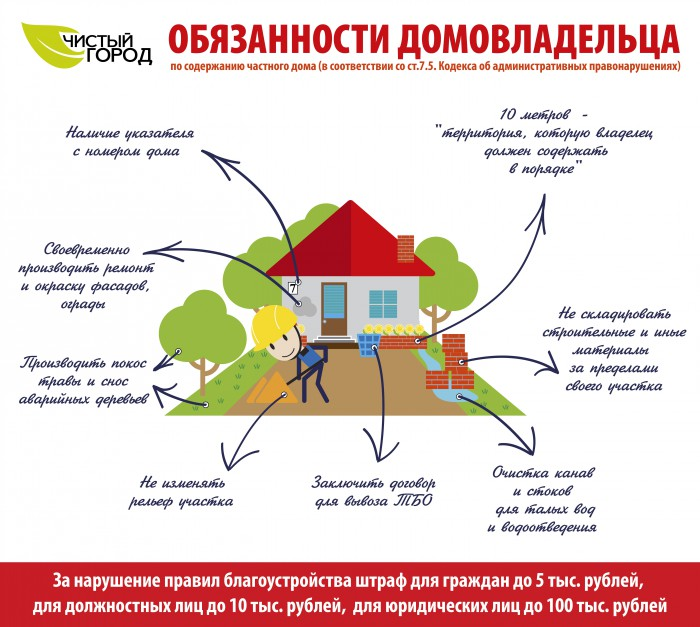 ЧИСТЫЙ
ГОРОД
ОБЯЗАННОСТИ ДОМОВЛАДЕЛЬЦА
по содержанию частного дома (в соответствии со ст.7.5. Кодекса об административных правонарушениях)
Наличие указателя
с номером дома
10 метров -
"территория, которую владелец
должен содержать
в порядке"
Своевременно
производить ремонт
и окраску фасадов,
ограды
7
Не складировать
строительные и иные
материалы
за пределами
своего участка
Производить покос
травы и снос
аварийных деревьев
Не изменять
рельеф участка
Заключить договор
для вывоза ТБО
Очистка канав
и стоков
для талых вод
и водоотведения
За нарушение правил благоустройства штраф для граждан до 5 тыс. рублей,
для должностных лиц до 10 тыс. рублей, для юридических лиц до 100 тыс. рублей